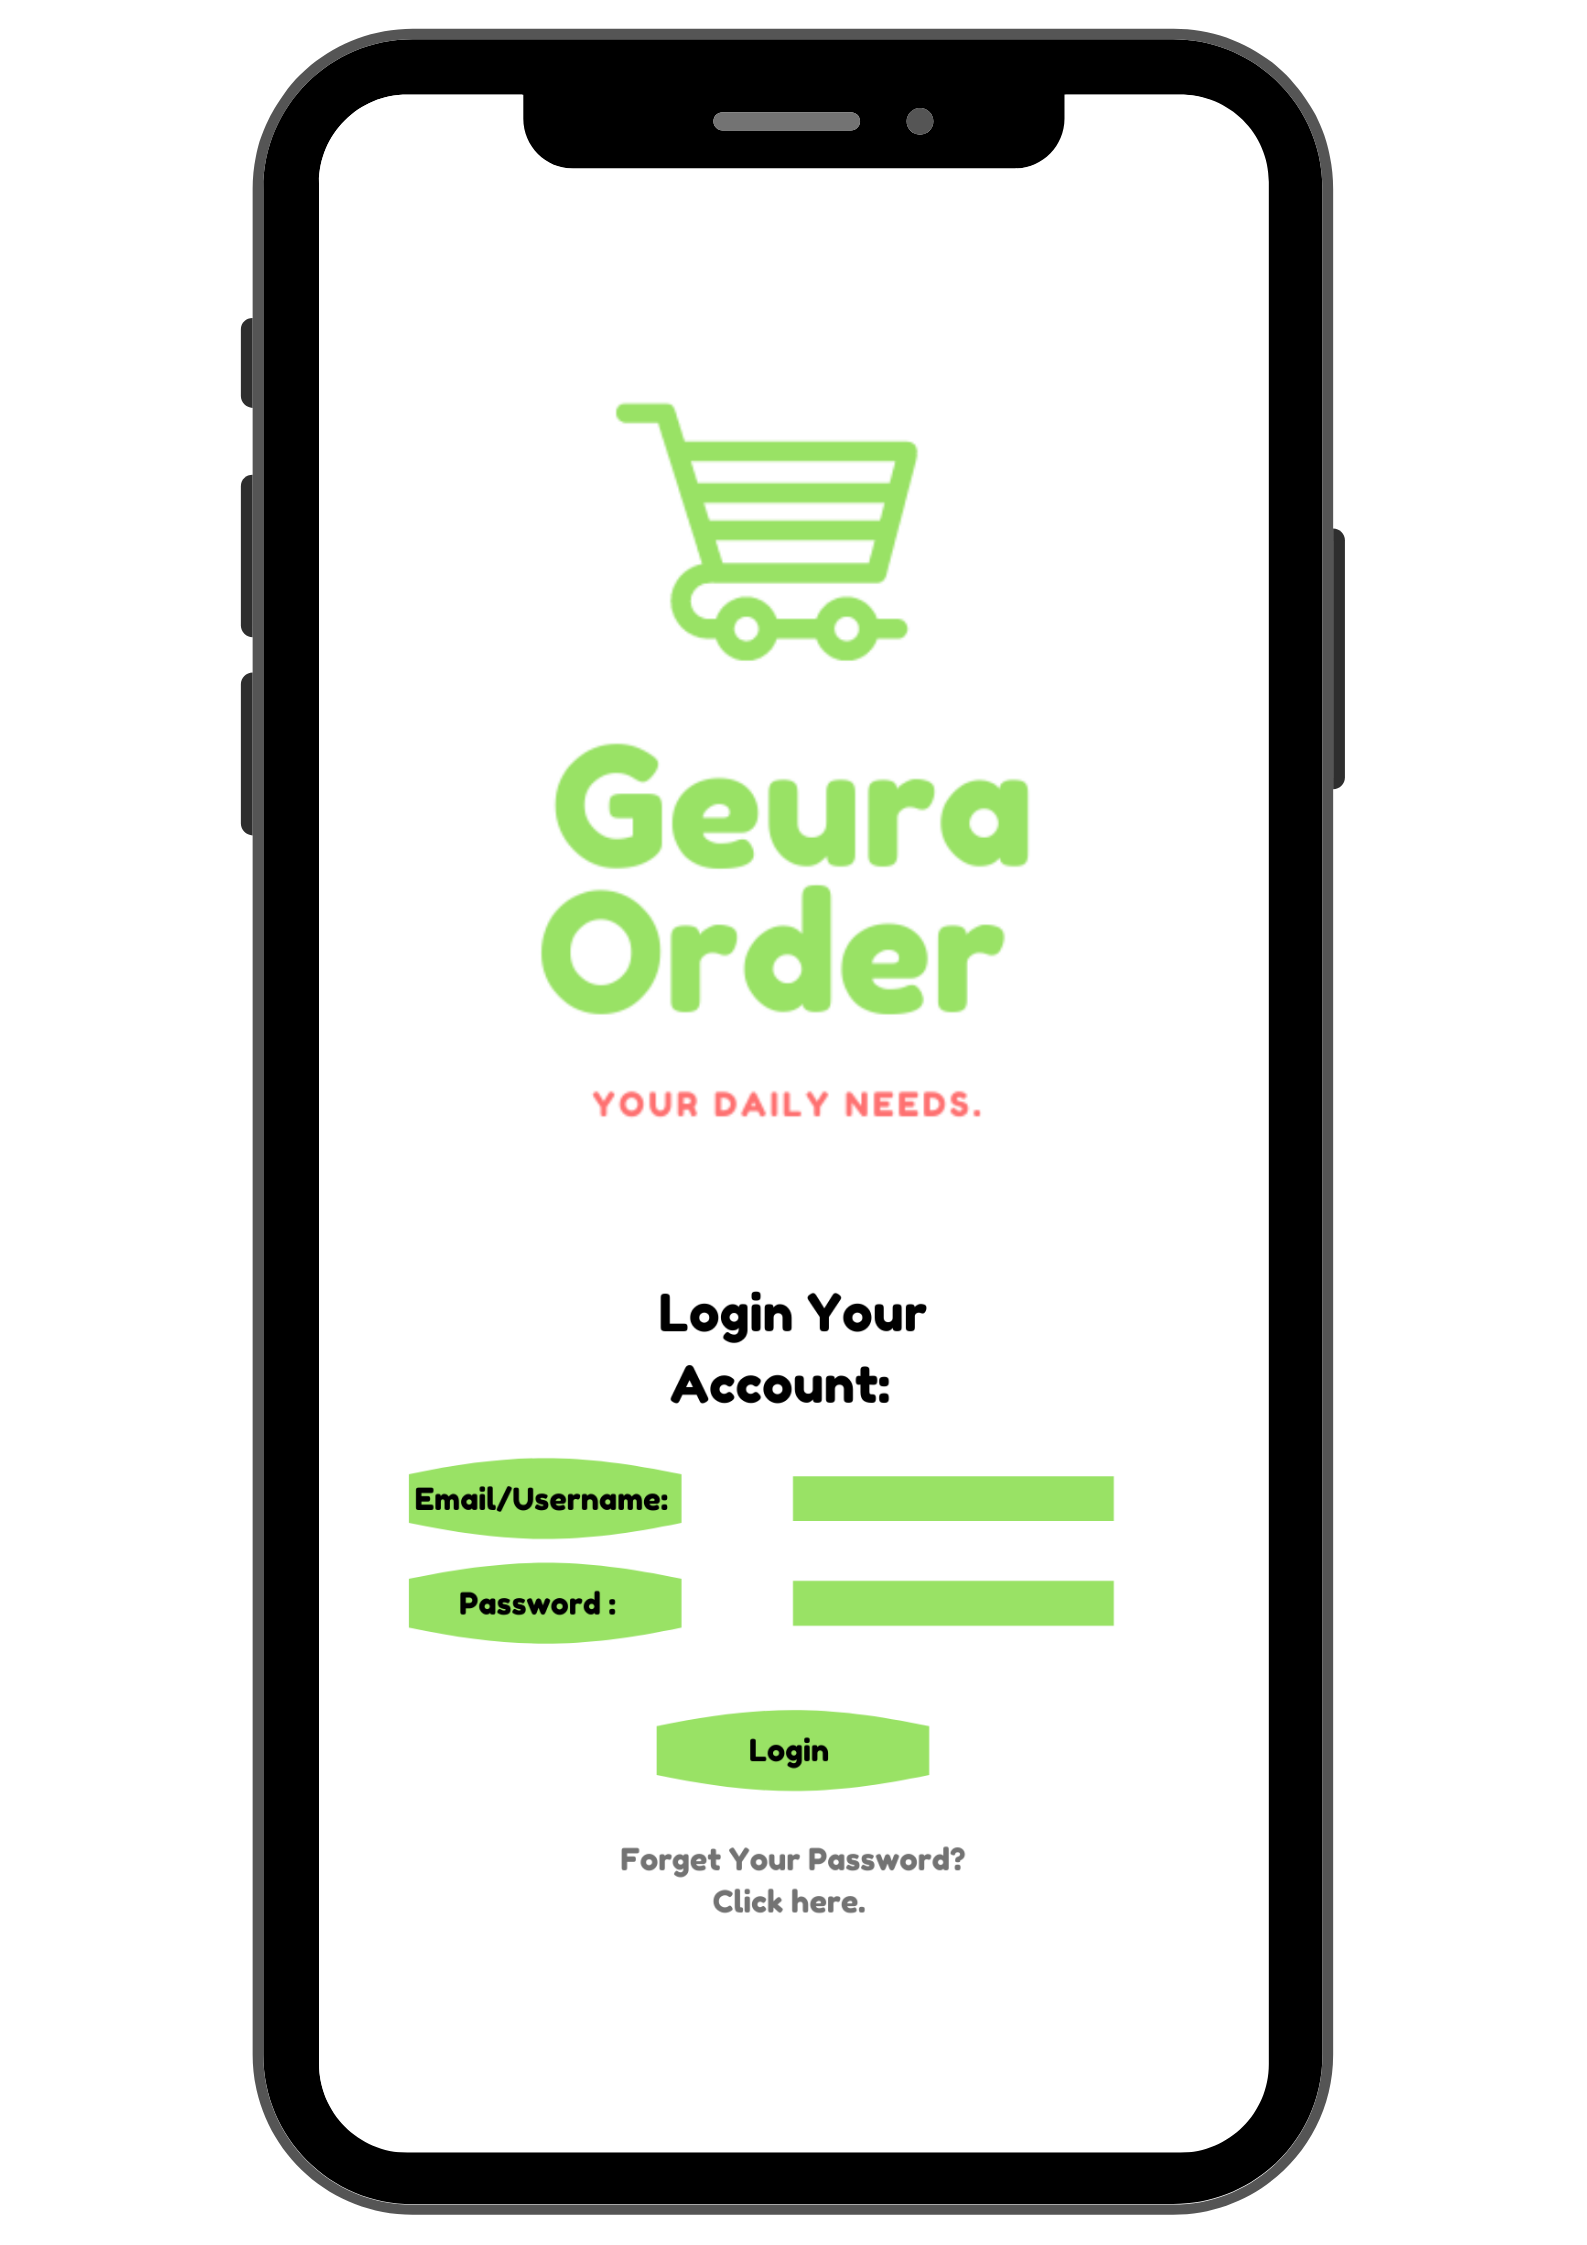 Geura
Order
YOUR DAILY NEEDS.
Login Your
Account:
Email/Username:
Password :
Login
Forget Your Password?
Click here.